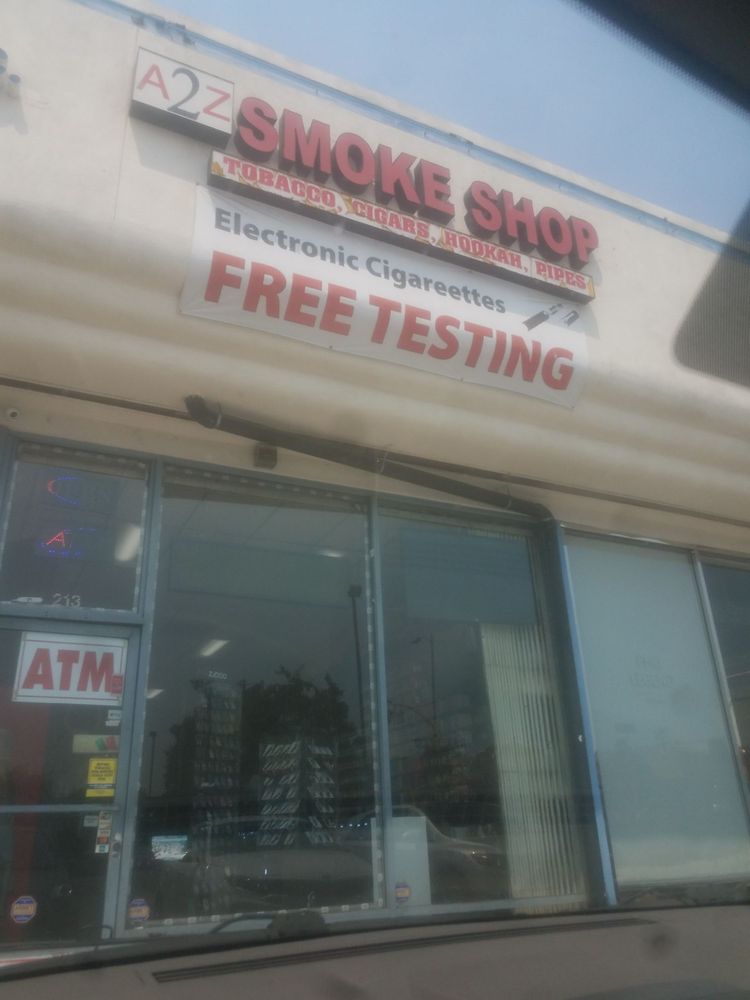 A2Z
SMOKE SHOP
TOBACCO, CIGARS, HOOKAH, PIPES
Electronic Cigareettes
FREE TESTING
213
ATM